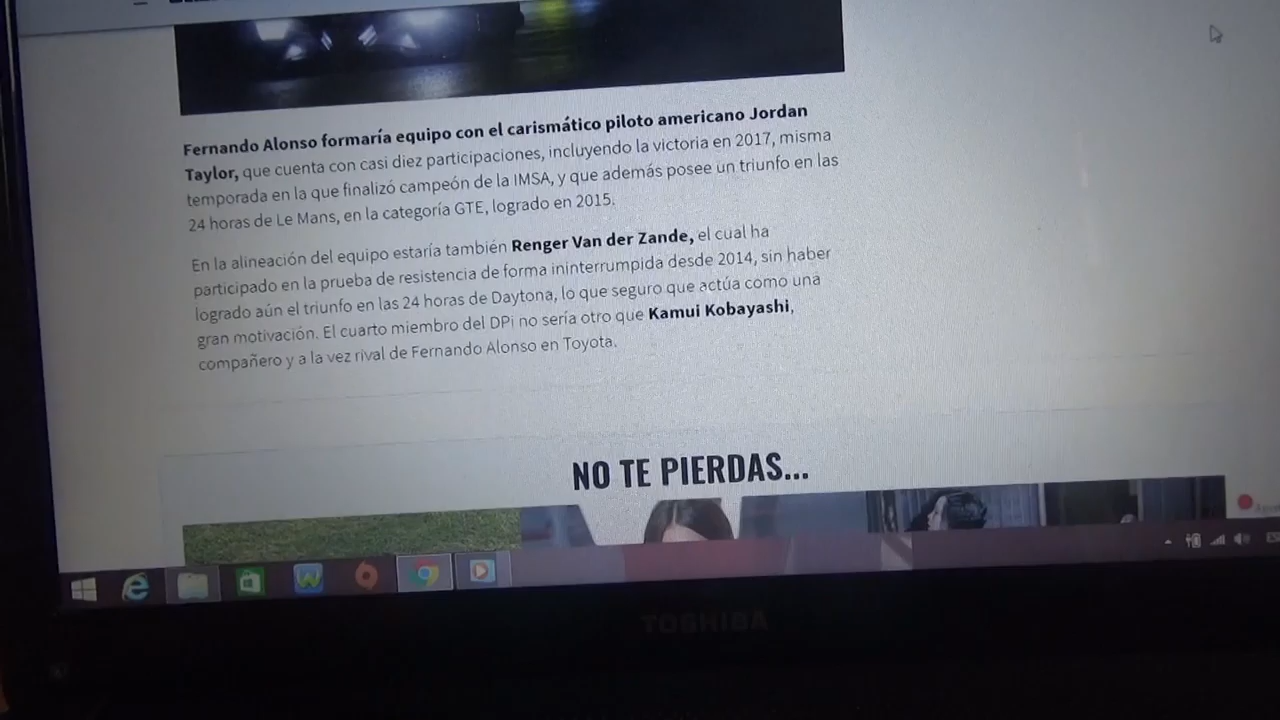 Fernando Alonso formaría equipo con el carismático piloto americano Jordan
Taylor, que cuenta con casi diez participaciones, incluyendo la victoria en 2017, misma
temporada en la que finalizó campeón de la IMSA, y que además posee un triunfo en las
24 horas de Le Mans, en la categoría GTE, logrado en 2015.
En la alineación del equipo estaría también Renger Van der Zande, el cual ha
participado en la prueba de resistencia de forma ininterrumpida desde 2014, sin haber
logrado aún el triunfo en las 24 horas de Daytona, lo que seguro que actúa como una
gran motivación. El cuarto miembro del DPi no sería otro que Kamui Kobayashi,
compañero y a la vez rival de Fernando Alonso en Toyota.
NO TE PIERDAS...
TOSHIBA